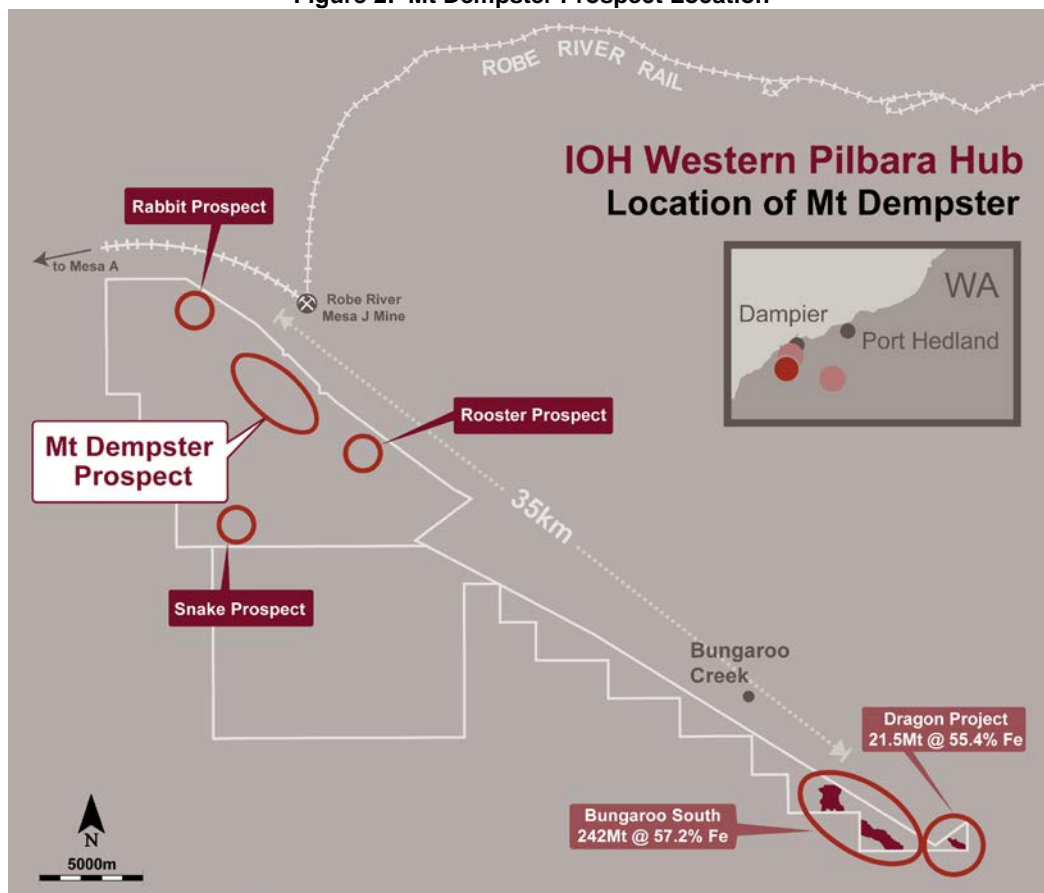 Figure 2: Mt Dempster Prospect Location
ROBE RIVER RAIL
IOH Western Pilbara Hub
Location of Mt Dempster
Rabbit Prospect
to Mesa A
Robe River
Mesa J Mine
WA
Dampier
Port Hedland
Mt Dempster
Prospect
Rooster Prospect
35km
Snake Prospect
Bungaroo
Creek
Dragon Project
21.5Mt @ 55.4% Fe
Bungaroo South
242Mt @ 57.2% Fe
N
5000m